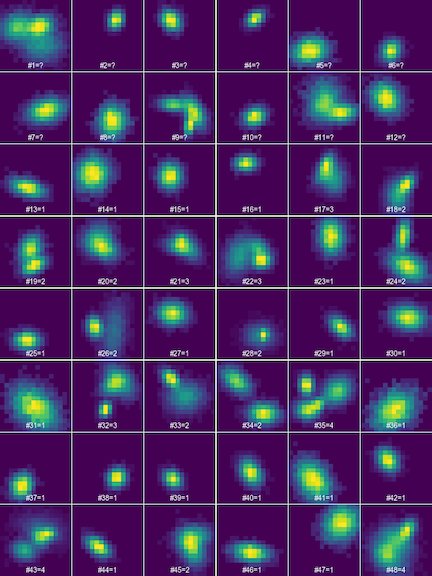 #1=? #2=? #3=? #4=? #5=? #6=?
#7=? #8=? #9=? #10=? #11=? #12=?
#13=1 #14=1 #15=1 #16=1 #17=3 #18=2
#19=2 #20=2 #21=3 #22=3 #23=1 #24=2
#25=1 #26=2 #27=1 #28=2 #29=1 #30=1
#31=1 #32=3 #33=2 #34=2 #35=4 #36=1
#37=1 #38=1 #39=1 #40=1 #41=1 #42=1
#43=4 #44=1 #45=2 #46=1 #47=1 #48=4